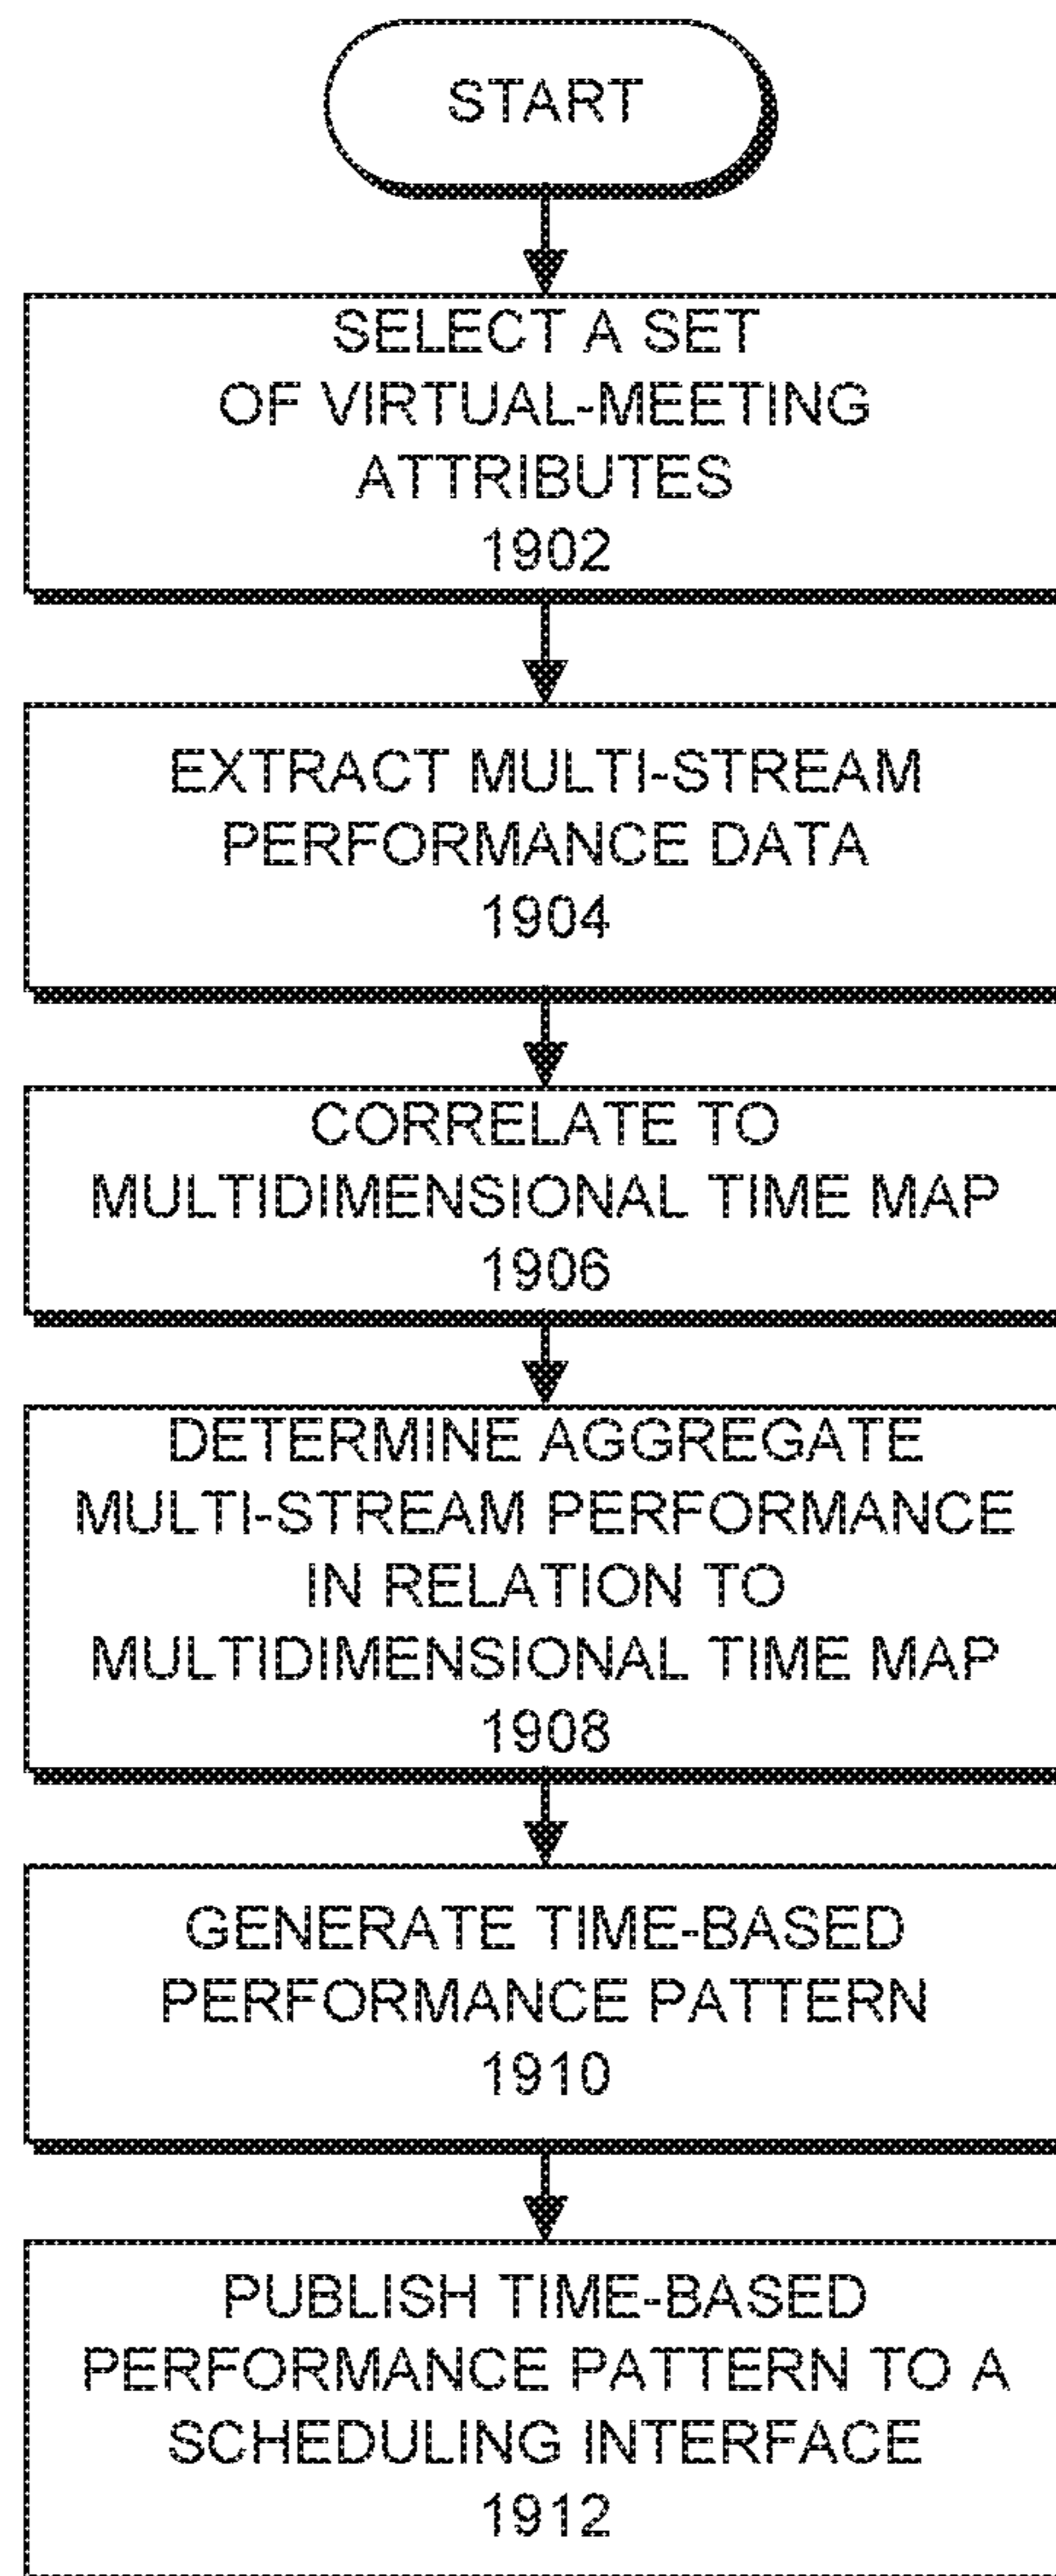 START
SELECT A SET
OF VIRTUAL-MEETING
ATTRIBUTES
1902
EXTRACT MULTI-STREAM
PERFORMANCE DATA
1904
CORRELATE TO
MULTIDIMENSIONAL TIME MAP
1906
DETERMINE AGGREGATE
MULTI-STREAM PERFORMANCE
IN RELATION TO
MULTIDIMENSIONAL TIME MAP
1908
GENERATE TIME-BASED
PERFORMANCE PATTERN
1910
PUBLISH TIME-BASED
PERFORMANCE PATTERN TO A
SCHEDULING INTERFACE
1912